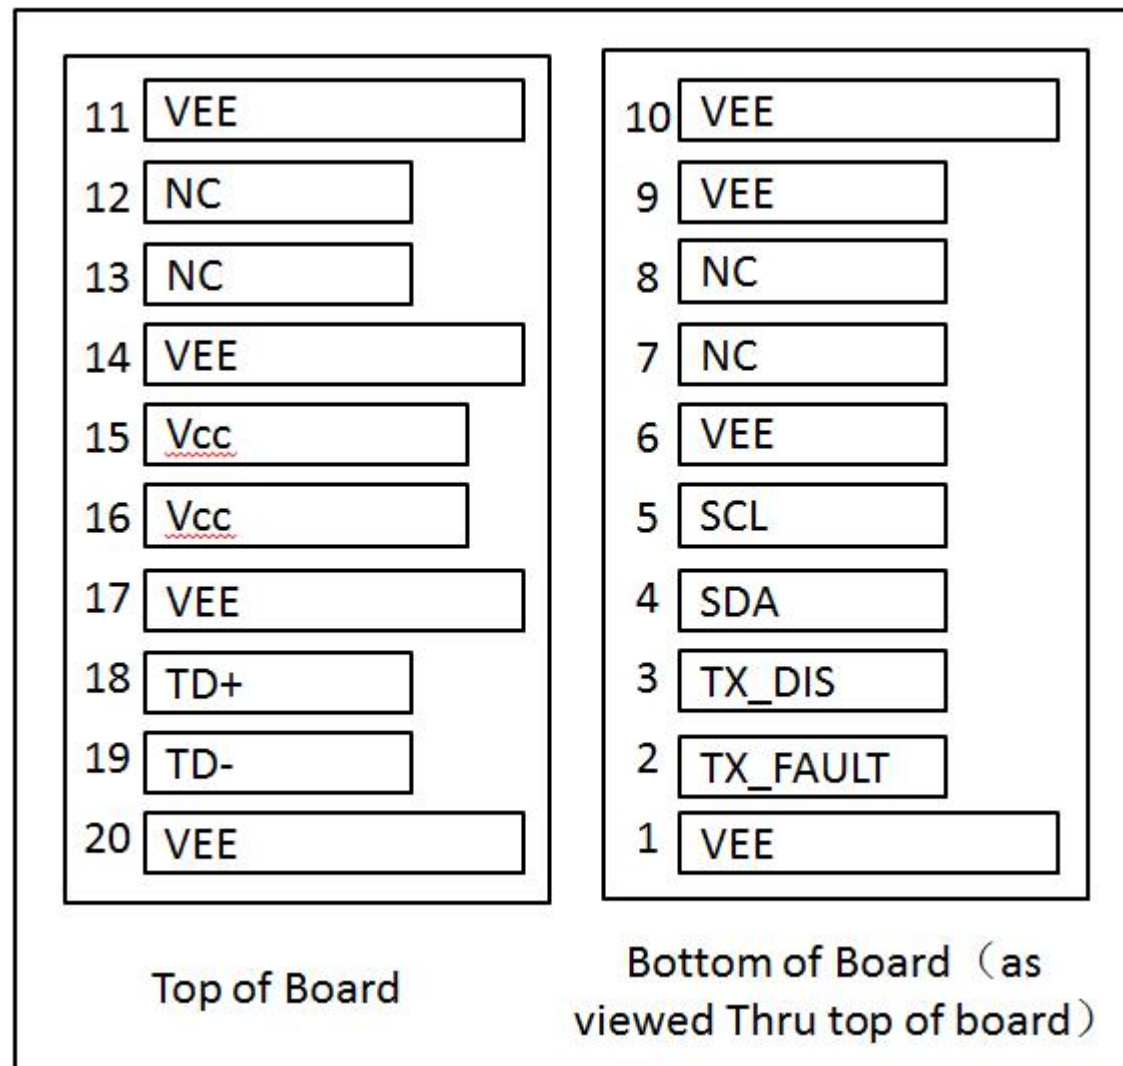 11 VEE
12 NC
13 NC
14 VEE
15 Vcc
16 Vcc
17 VEE
18 TD+
19 TD-
20 VEE
Top of Board
10 VEE
9 VEE
8 NC
7 NC
6 VEE
5 SCL
4 SDA
3 TX_DIS
2 TX_FAULT
1 VEE
Bottom of Board（as
viewed Thru top of board）